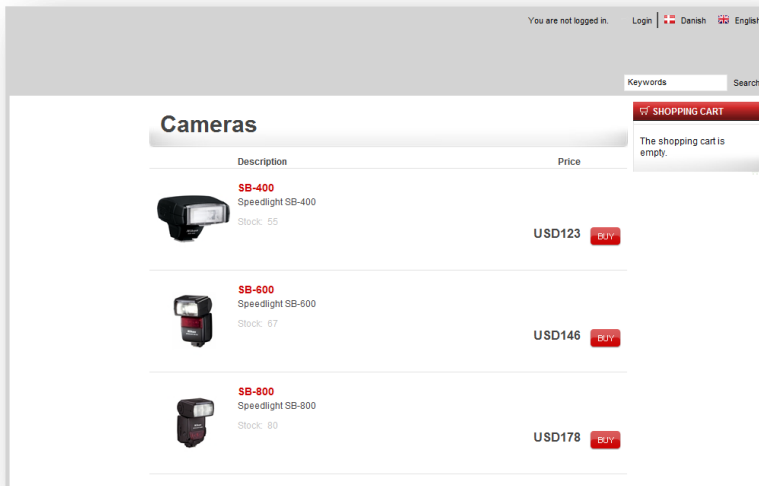 You are not logged in. Login Danish English
Keywords Search
Cameras
SHOPPING CART
The shopping cart is
empty.
Description Price
SB-400
Speedlight SB-400
Stock: 55
USD123 BUY
SB-600
Speedlight SB-600
Stock: 67
USD146 BUY
SB-800
Speedlight SB-800
Stock: 80
USD178 BUY